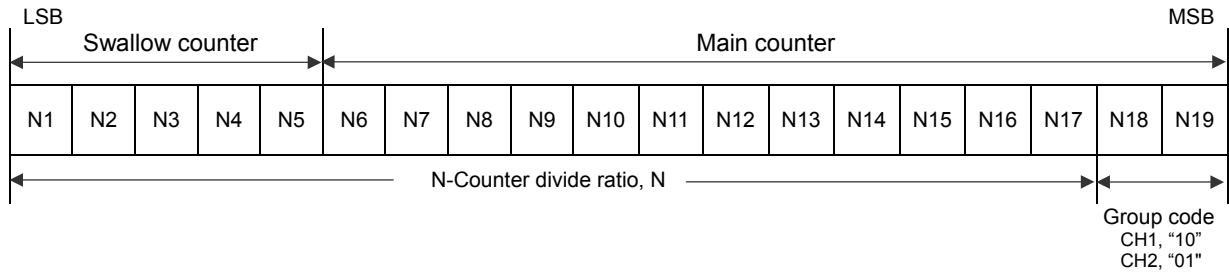 LSB MSB
Swallow counter Main counter
N1 N2 N3 N4 N5 N6 N7 N8 N9 N10 N11 N12 N13 N14 N15 N16 N17 N18 N19
N-Counter divide ratio, N
Group code
CH1, “10”
CH2, “01"